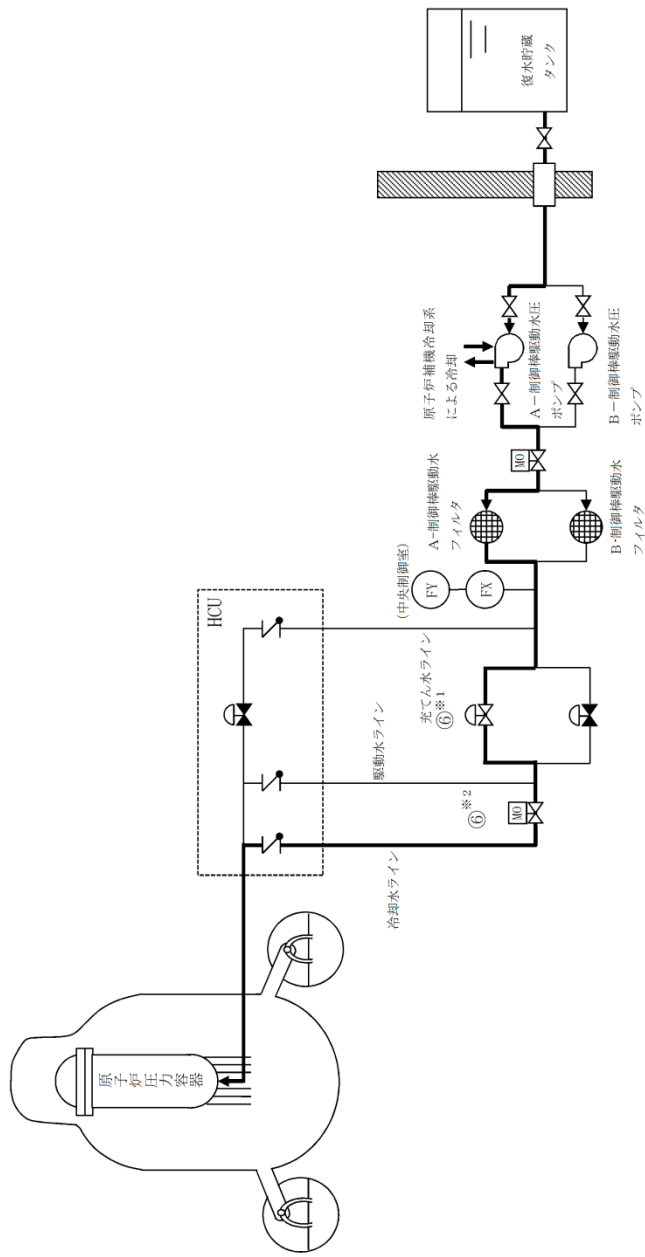 復水貯蔵
タンク
原子炉補機冷却系
による冷却
A－制御棒駆動水圧
ポンプ
B－制御棒駆動水圧
ポンプ
MO
A-制御棒駆動水
フィルタ
B-制御棒駆動水
フィルタ
(中央制御室)
FY
FX
HCU
充てん水ライン
⑥※1
駆動水ライン
⑥※2
MO
冷却水ライン
原子炉圧力容器